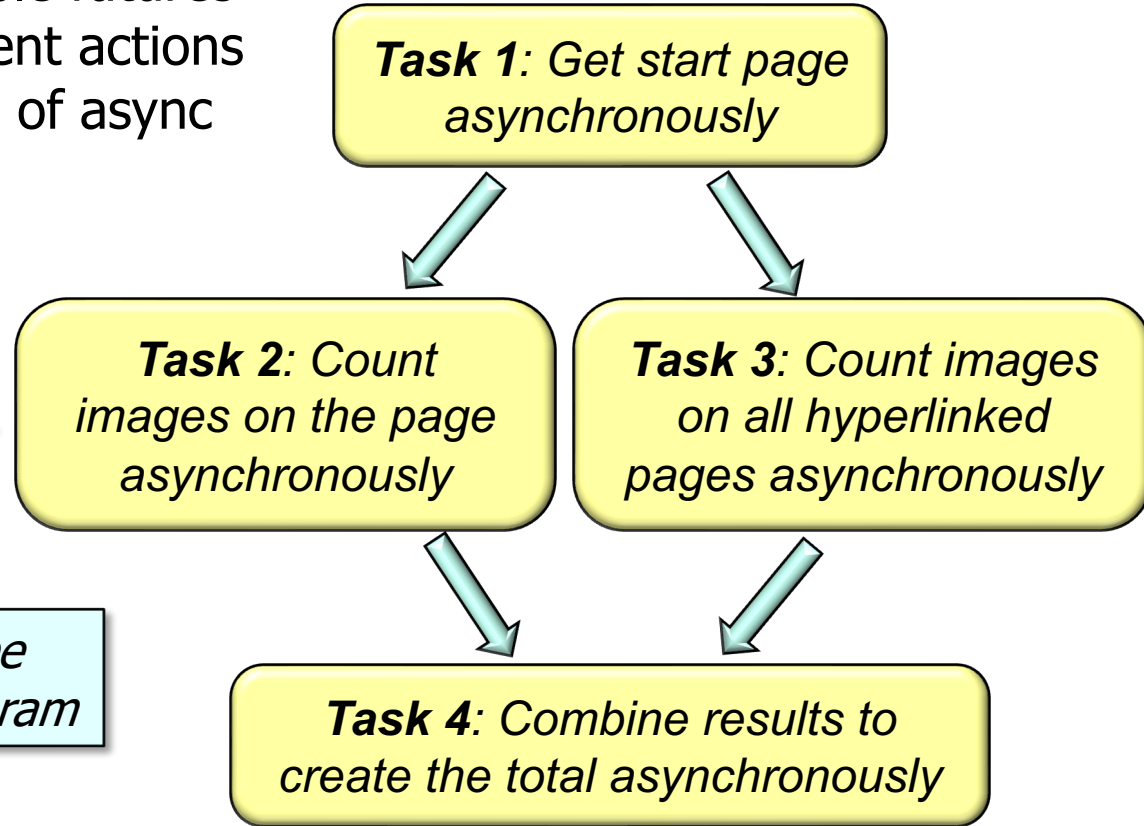 futures
ent actions
of async
Task 1: Get start page
asynchronously
Task 2: Count
images on the page
asynchronously
Task 3: Count images
on all hyperlinked
pages asynchronously
ram
Task 4: Combine results to
create the total asynchronously